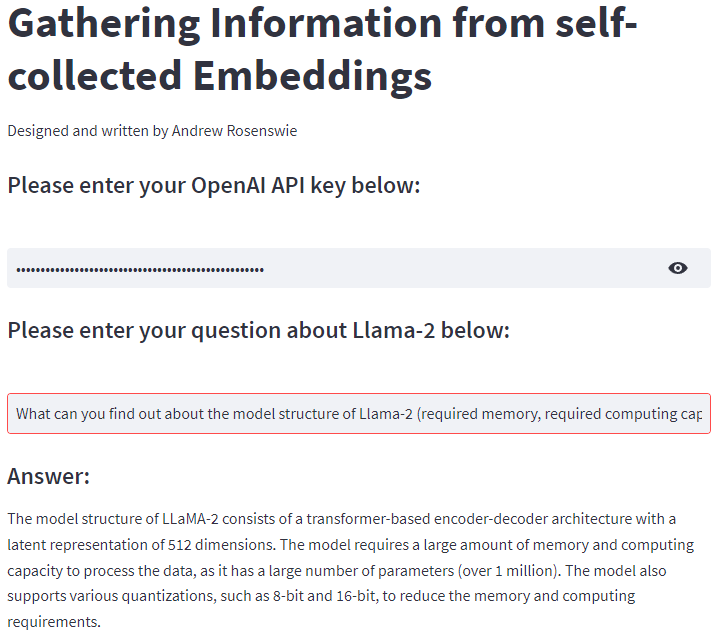 Gathering Information from self-
collected Embeddings
Designed and written by Andrew Rosenswie
Please enter your OpenAI API key below:
••••••••••••••••••••••••••••••••••••••••••••••••••••
Please enter your question about Llama-2 below:
What can you find out about the model structure of Llama-2 (required memory, required computing cap
Answer:
The model structure of LLaMA-2 consists of a transformer-based encoder-decoder architecture with a
latent representation of 512 dimensions. The model requires a large amount of memory and computing
capacity to process the data, as it has a large number of parameters (over 1 million). The model also
supports various quantizations, such as 8-bit and 16-bit, to reduce the memory and computing
requirements.